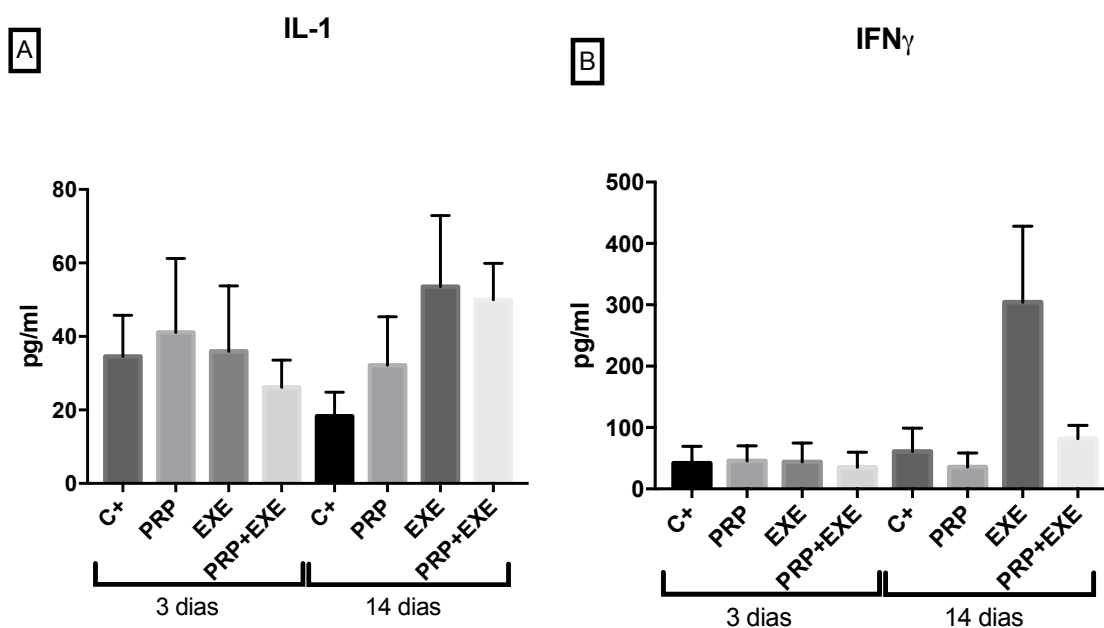 A
IL-1
pg/ml
80
60
40
20
0
C+
PRP
EXE
PRP+EXE
C+
PRP
EXE
PRP+EXE
3 dias
14 dias
B
IFNγ
pg/ml
500
400
300
200
100
0
C+
PRP
EXE
PRP+EXE
C+
PRP
EXE
PRP+EXE
3 dias
14 dias